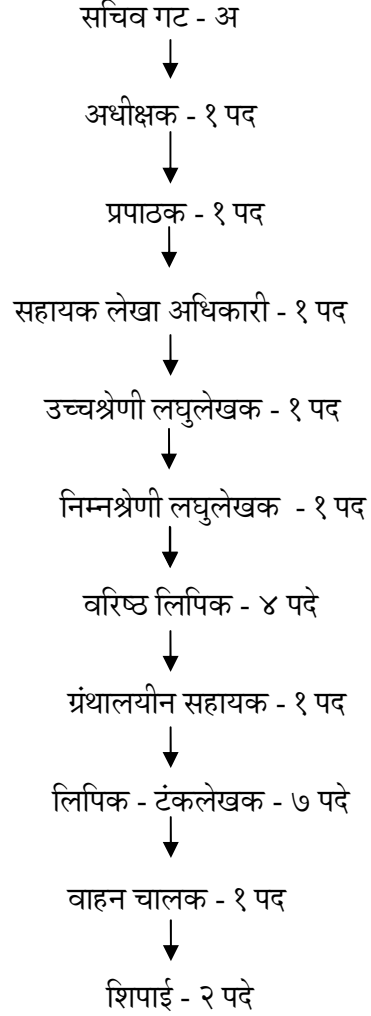 सचिव गट - अ
अधीक्षक - १ पद
प्रपाठक - १ पद
सहायक लेखा अधिकारी - १ पद
उच्चश्रेणी लघुलेखक - १ पद
निम्नश्रेणी लघुलेखक - १ पद
वरिष्ठ लिपिक - ४ पदे
ग्रंथालयीन सहायक - १ पद
लिपिक - टंकलेखक - ७ पदे
वाहन चालक - १ पद
शिपाई - २ पदे